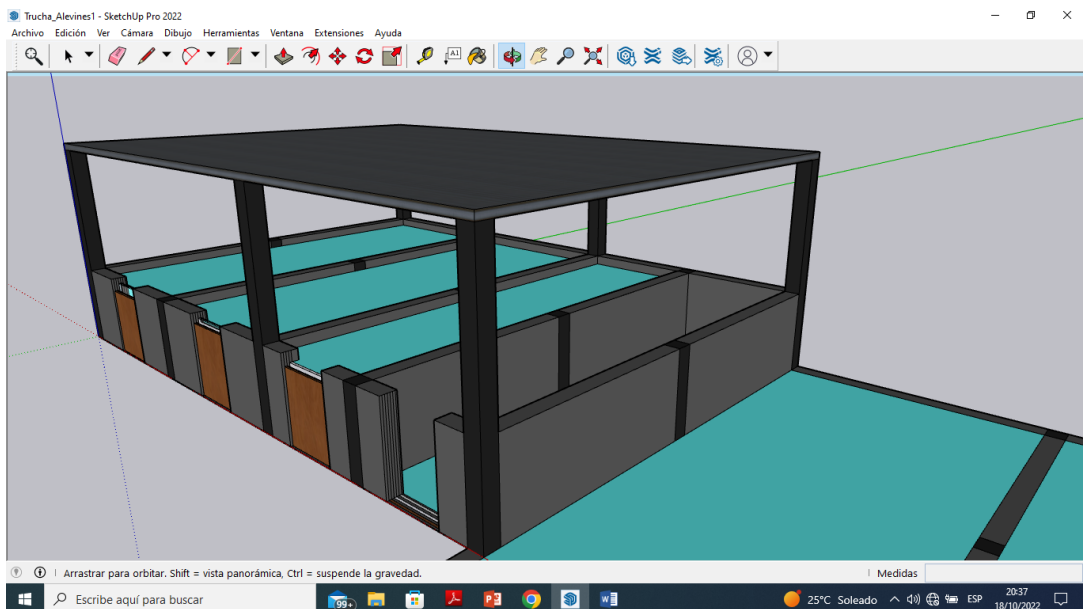 Trucha_Alevines1 - SketchUp Pro 2022
Archivo Edición Ver Cámara Dibujo Herramientas Ventana Extensiones Ayuda
A1
Arrastrar para orbitar. Shift = vista panorámica, Ctrl = suspende la gravedad.
Medidas
Escribe aquí para buscar
99+
25°C Soleado
ESP
20:37
18/10/2022